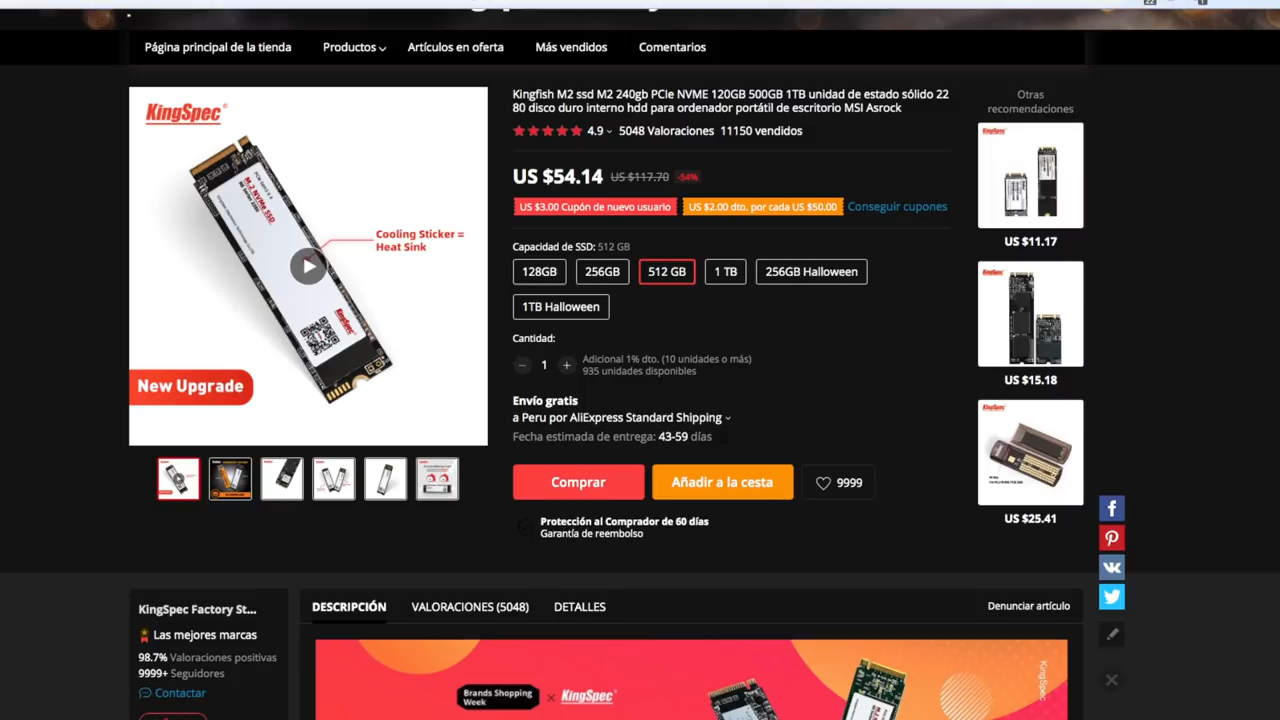 Página principal de la tienda
Productos
Artículos en oferta
Más vendidos
Comentarios
KingSpec
M.2 NVMe SSD
Cooling Sticker =
Heat Sink
KingSpec
New Upgrade
Kingfish M2 ssd M2 240gb PCIe NVME 120GB 500GB 1TB unidad de estado sólido 22
80 disco duro interno hdd para ordenador portátil de escritorio MSI Asrock
4.9 5048 Valoraciones 11150 vendidos
US $54.14 US $117.70 -54%
US $3.00 Cupón de nuevo usuario
US $2.00 dto. por cada US $50.00
Conseguir cupones
Capacidad de SSD: 512 GB
128GB
256GB
512 GB
1 TB
256GB Halloween
1TB Halloween
Cantidad:
1
Adicional 1% dto. (10 unidades o más)
935 unidades disponibles
Envío gratis
a Peru por AliExpress Standard Shipping
Fecha estimada de entrega: 43-59 días
Comprar
Añadir a la cesta
9999
Protección al Comprador de 60 días
Garantía de reembolso
Otras
recomendaciones
KingSpec
US $11.17
KingSpec
US $15.18
KingSpec
US $25.41
KingSpec Factory St...
Las mejores marcas
98.7% Valoraciones positivas
9999+ Seguidores
Contactar
DESCRIPCIÓN
VALORACIONES (5048)
DETALLES
Denunciar artículo
Brands Shopping
Week
× KingSpec
KingSpec